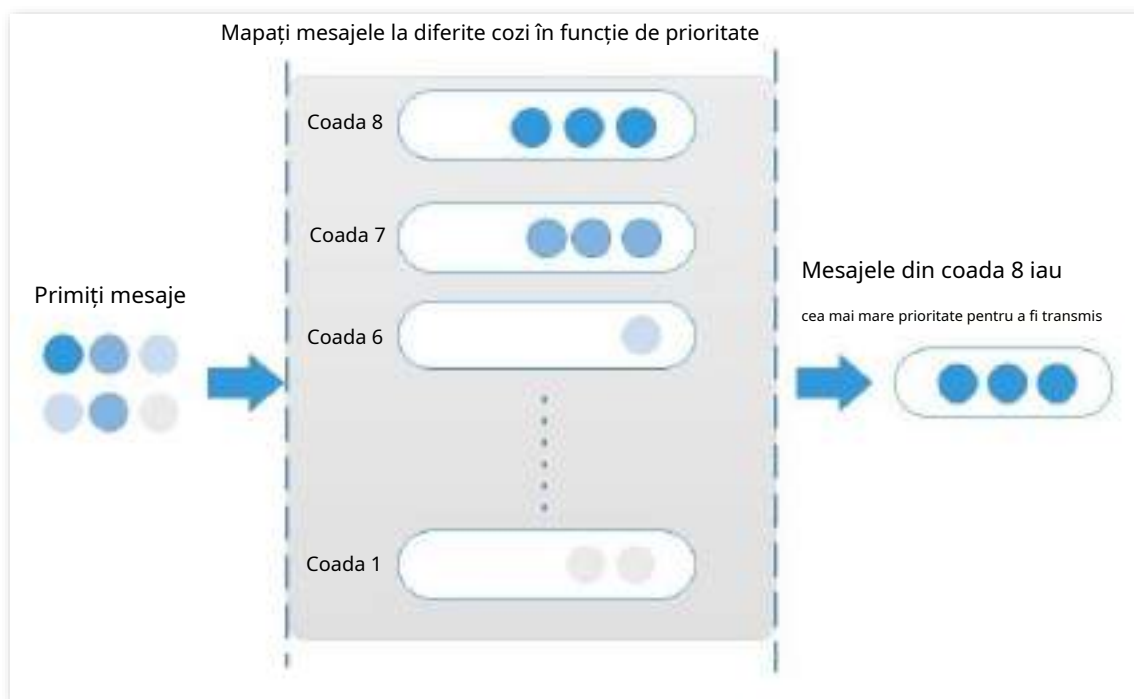 Mapați mesajele la diferite cozi în funcție de prioritate
Coada 8
Coada 7
Coada 6
Coada 1
Primiți mesaje
Mesajele din coada 8 iau
cea mai mare prioritate pentru a fi transmis